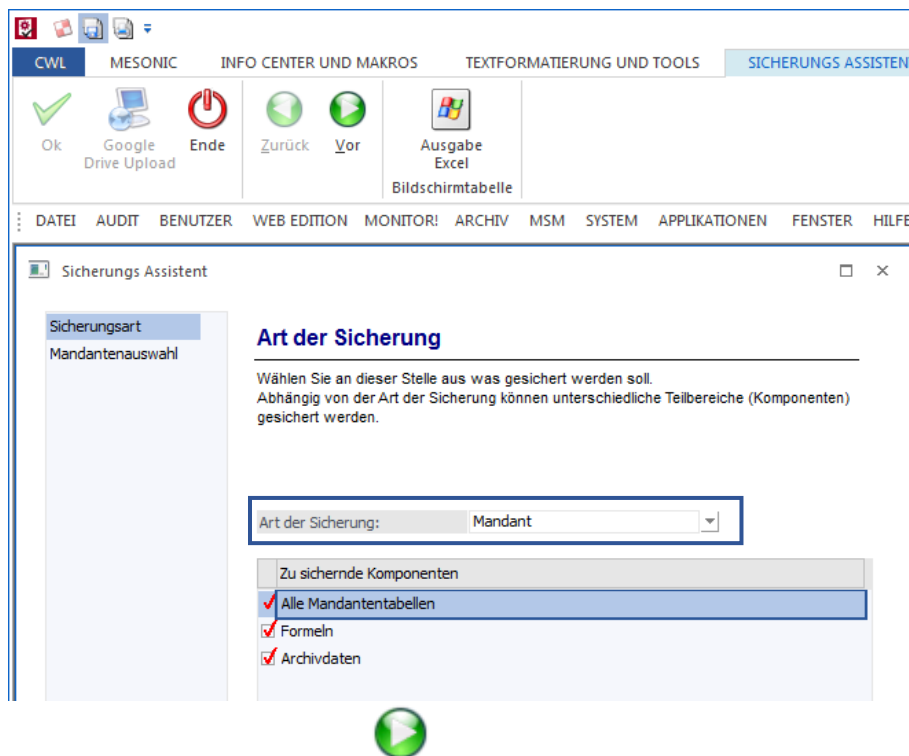 CWL MESONIC INFO CENTER UND MAKROS TEXTFORMATIERUNG UND TOOLS SICHERUNGS ASSISTEN
Ok Google Drive Upload Ende Zurück Vor Ausgabe Excel
Bildschirmtabelle
DATEI AUDIT BENUTZER WEB EDITION MONITOR! ARCHIV MSM SYSTEM APPLIKATIONEN FENSTER HILFE
Sicherungs Assistent
Sicherungsart
Mandantenauswahl
Art der Sicherung
Wählen Sie an dieser Stelle aus was gesichert werden soll.
Abhängig von der Art der Sicherung können unterschiedliche Teilbereiche (Komponenten)
gesichert werden.
Art der Sicherung: Mandant
Zu sichernde Komponenten
Alle Mandantentabellen
Formeln
Archivdaten